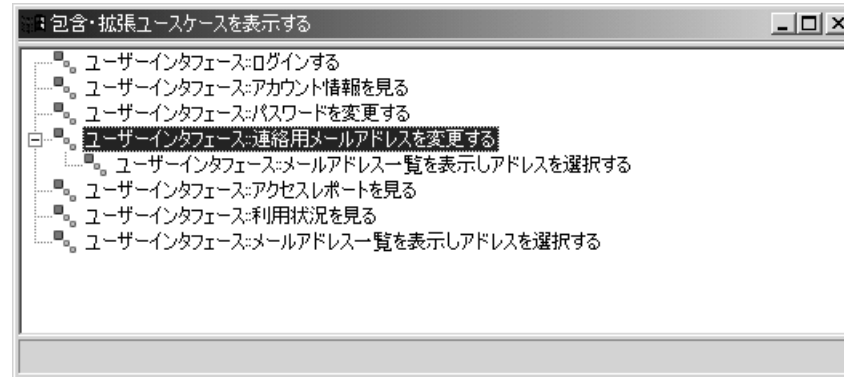 包含・拡張ユースケースを表示する
ユーザーインタフェース::ログインする
ユーザーインタフェース::アカウント情報を見る
ユーザーインタフェース::パスワードを変更する
ユーザーインタフェース::連絡用メールアドレスを変更する
ユーザーインタフェース::メールアドレス一覧を表示しアドレスを選択する
ユーザーインタフェース::アクセスレポートを見る
ユーザーインタフェース::利用状況を見る
ユーザーインタフェース::メールアドレス一覧を表示しアドレスを選択する